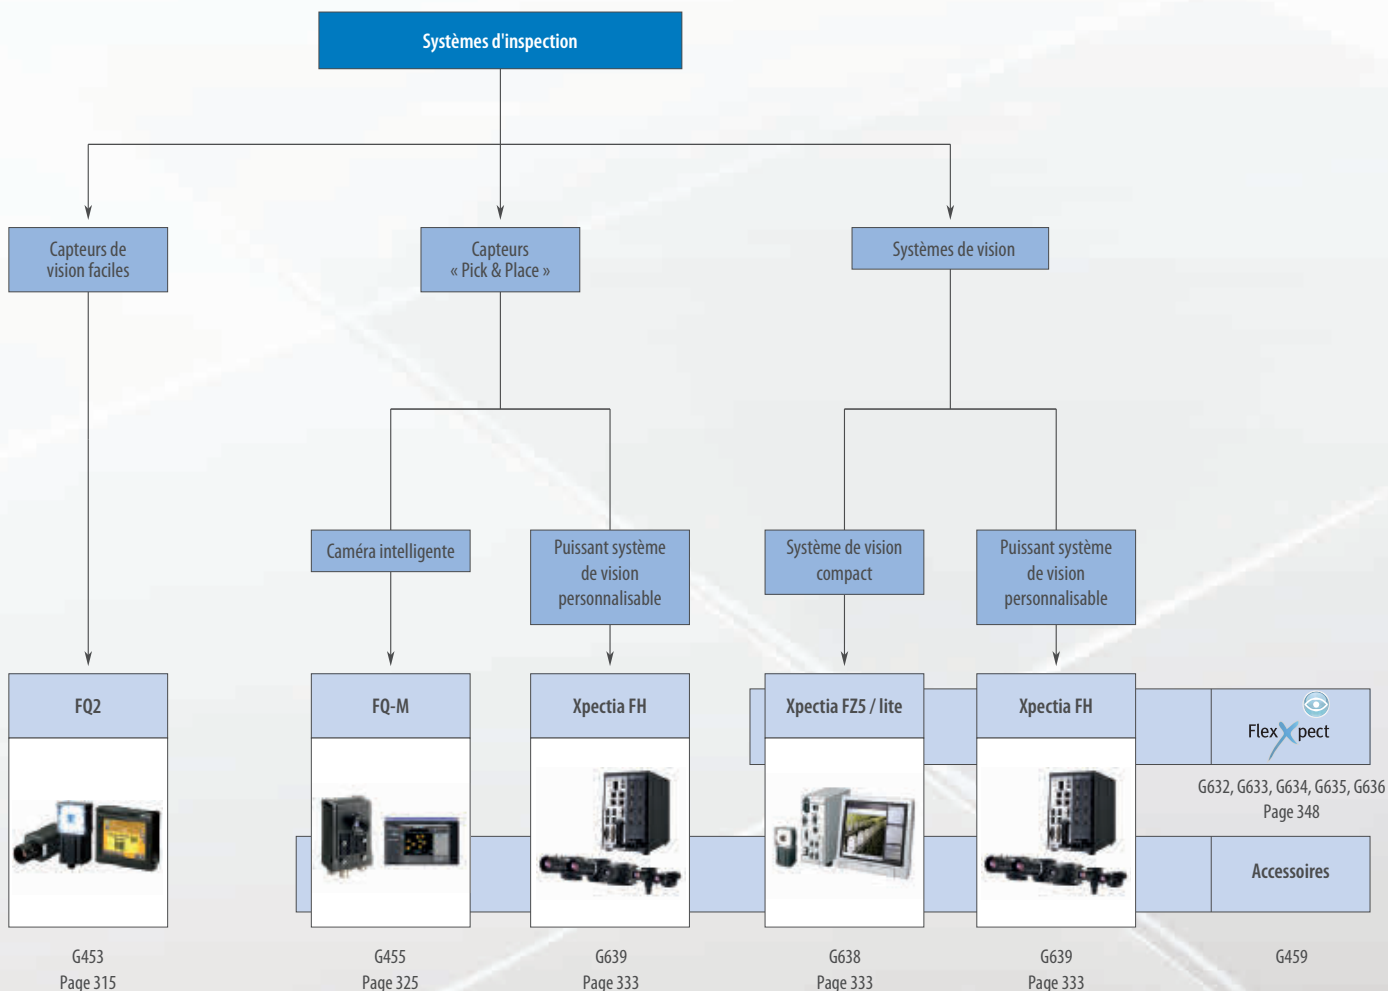 Systèmes d'inspection
Capteurs de
vision faciles
Capteurs
« Pick & Place »
Systèmes de vision
Caméra intelligente
Puissant système
de vision
personnalisable
Système de vision
compact
Puissant système
de vision
personnalisable
FQ2
FQ-M
Xpectia FH
Xpectia FZ5 / lite
Xpectia FH
FlexXpect
G632, G633, G634, G635, G636
Page 348
Accessoires
G453
Page 315
G455
Page 325
G639
Page 333
G638
Page 333
G639
Page 333
G459